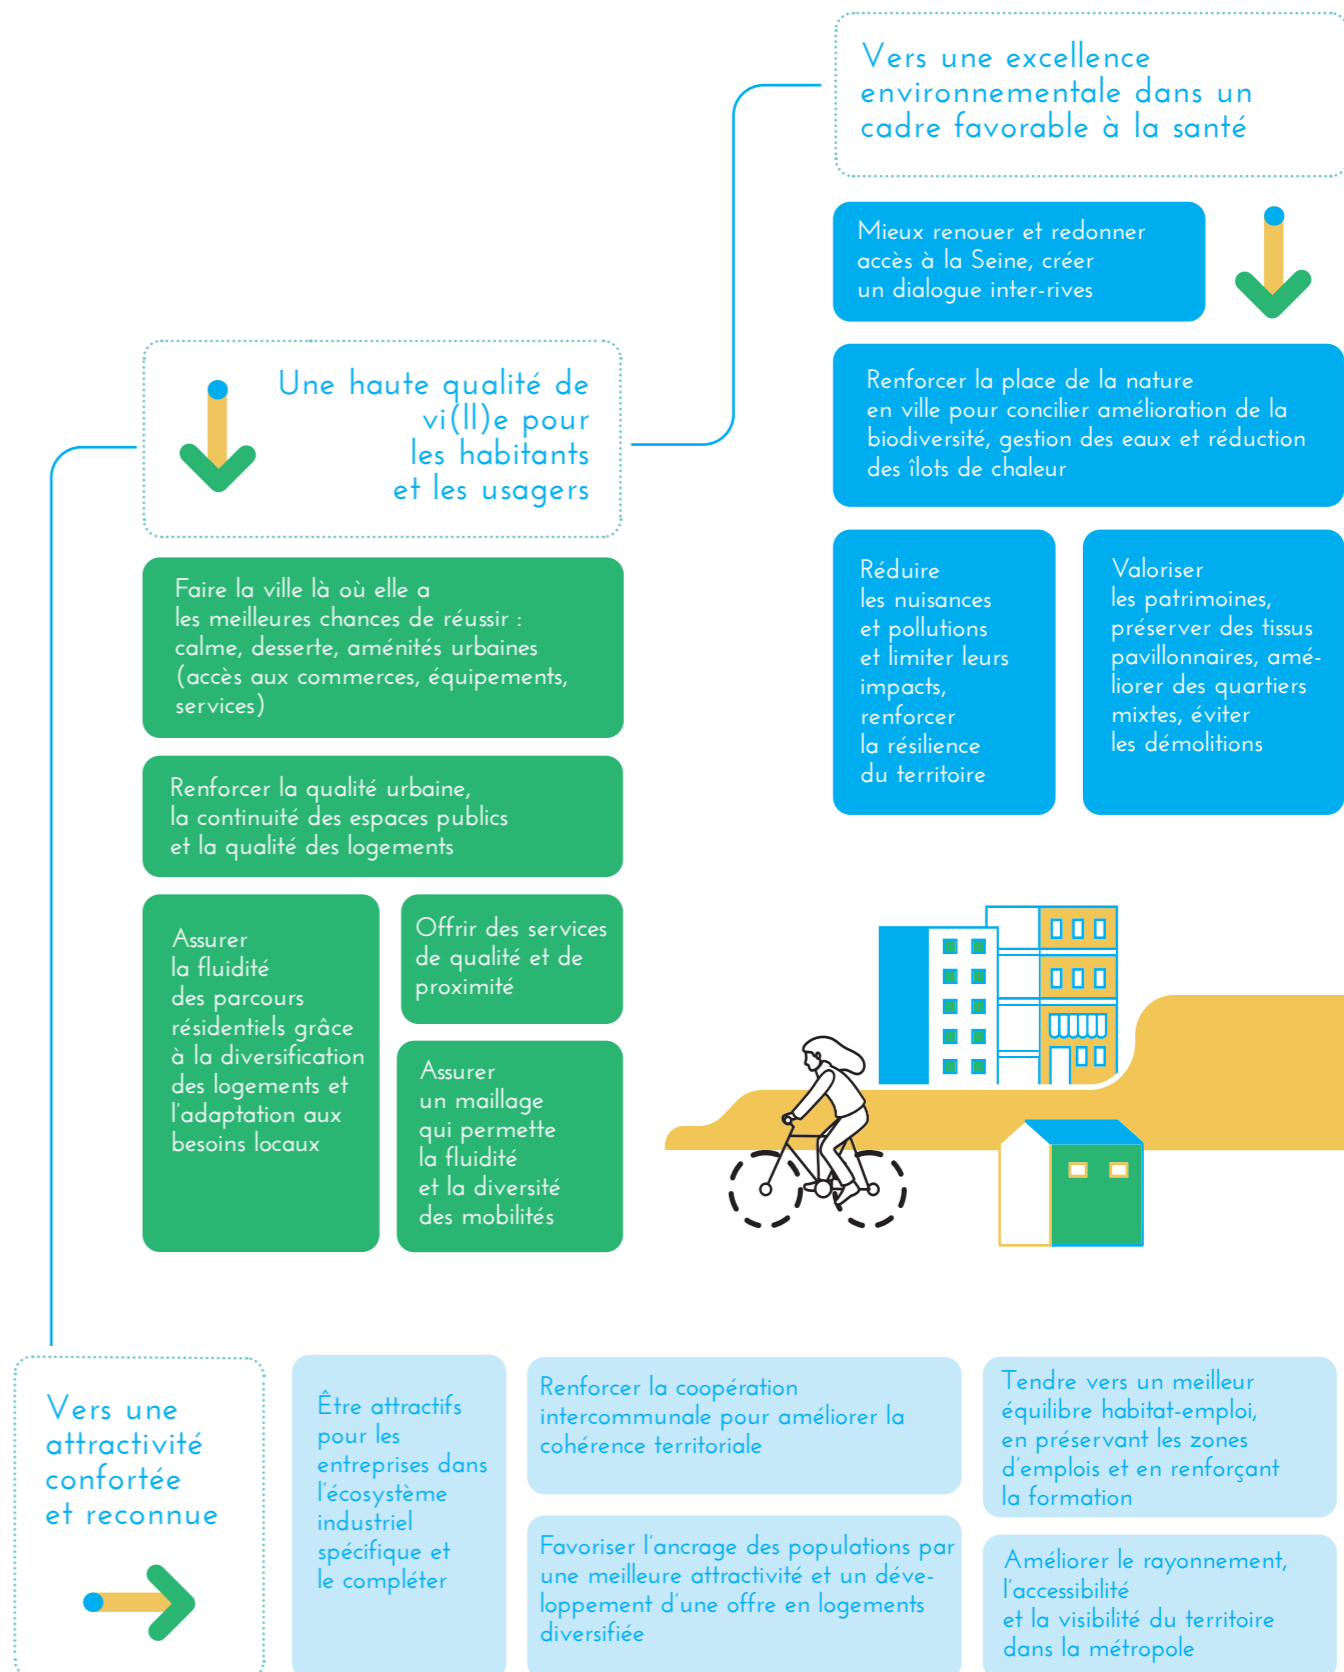 Vers une excellence
environnementale dans un
cadre favorable à la santé
Mieux renouer et redonner
accès à la Seine, créer
un dialogue inter-rives
Renforcer la place de la nature
en ville pour concilier amélioration de la
biodiversité, gestion des eaux et réduction
des îlots de chaleur
Réduire
les nuisances
et pollutions
et limiter leurs
impacts,
renforcer
la résilience
du territoire
Valoriser
les patrimoines,
préserver des tissus
pavillonnaires, amé-
liorer des quartiers
mixtes, éviter
les démolitions
Une haute qualité de
vi(ll)e pour
les habitants
et les usagers
Faire la ville là où elle a
les meilleures chances de réussir :
calme, desserte, aménités urbaines
(accès aux commerces, équipements,
services)
Renforcer la qualité urbaine,
la continuité des espaces publics
et la qualité des logements
Assurer
la fluidité
des parcours
résidentiels grâce
à la diversification
des logements et
l'adaptation aux
besoins locaux
Offrir des services
de qualité et de
proximité
Assurer
un maillage
qui permette
la fluidité
et la diversité
des mobilités
Vers une
attractivité
confortée
et reconnue
Être attractifs
pour les
entreprises dans
l'écosystème
industriel
spécifique et
le compléter
Renforcer la coopération
intercommunale pour améliorer la
cohérence territoriale
Favoriser l'ancrage des populations par
une meilleure attractivité et un déve-
loppement d'une offre en logements
diversifiée
Tendre vers un meilleur
équilibre habitat-emploi,
en préservant les zones
d'emplois et en renforçant
la formation
Améliorer le rayonnement,
l'accessibilité
et la visibilité du territoire
dans la métropole